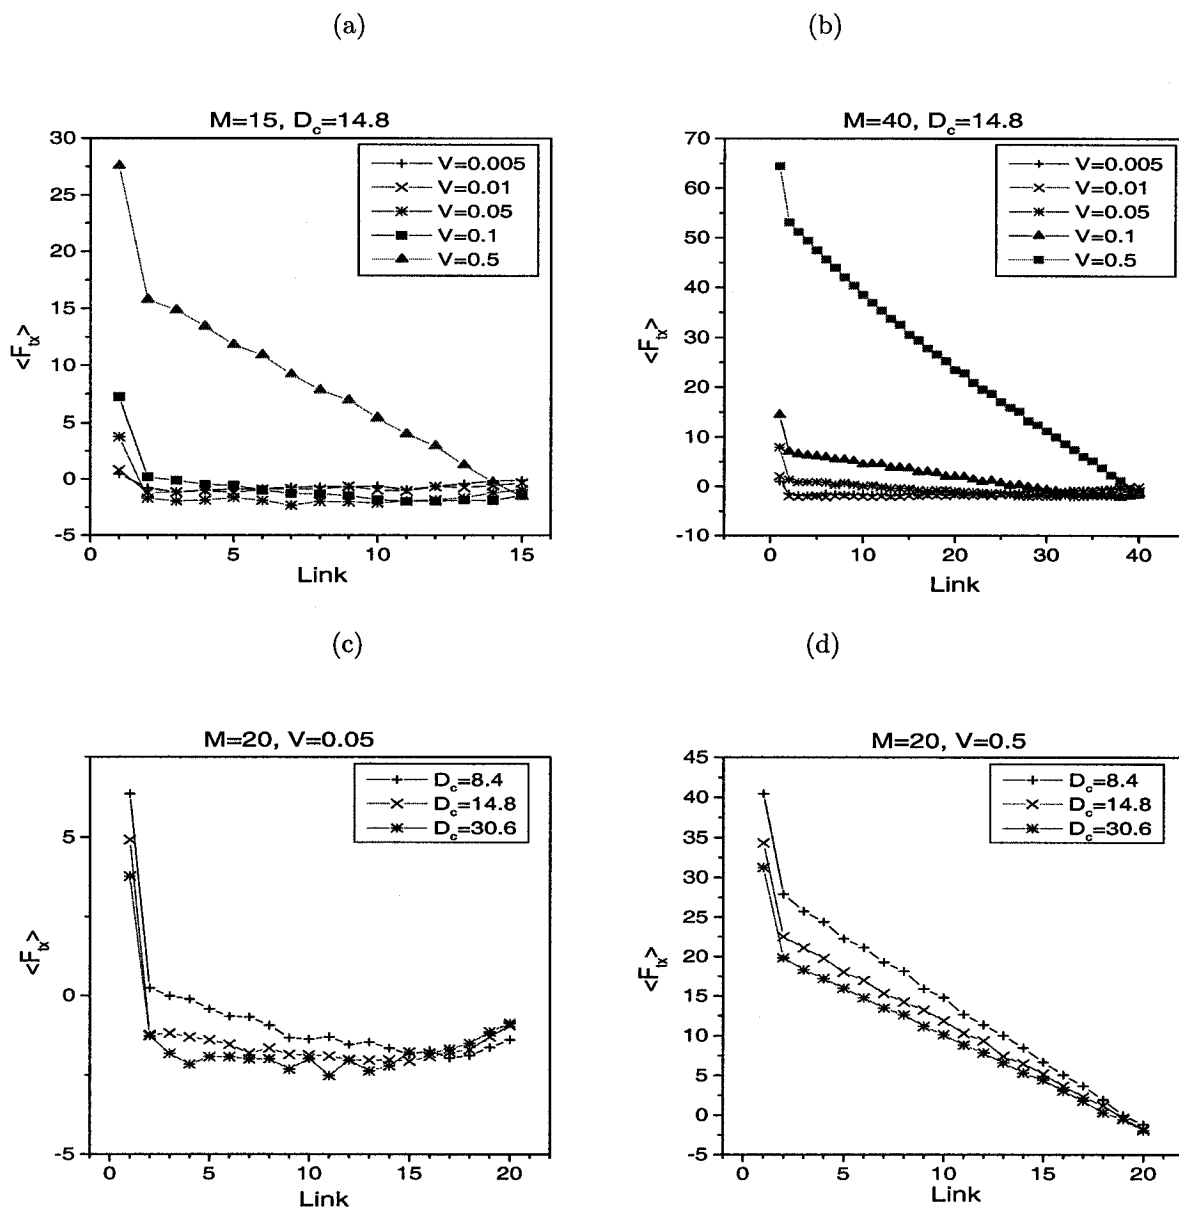 (a)
M=15, D_c=14.8
30
25
20
15
10
5
0
-5
<F_tx>
V=0.005
V=0.01
V=0.05
V=0.1
V=0.5
0
5
10
15
Link
(b)
M=40, D_c=14.8
70
60
50
40
30
20
10
0
-10
<F_tx>
V=0.005
V=0.01
V=0.05
V=0.1
V=0.5
0
10
20
30
40
Link
(c)
M=20, V=0.05
5
0
-5
<F_tx>
D_c=8.4
D_c=14.8
D_c=30.6
0
5
10
15
20
Link
(d)
M=20, V=0.5
45
40
35
30
25
20
15
10
5
0
-5
<F_tx>
D_c=8.4
D_c=14.8
D_c=30.6
0
5
10
15
20
Link